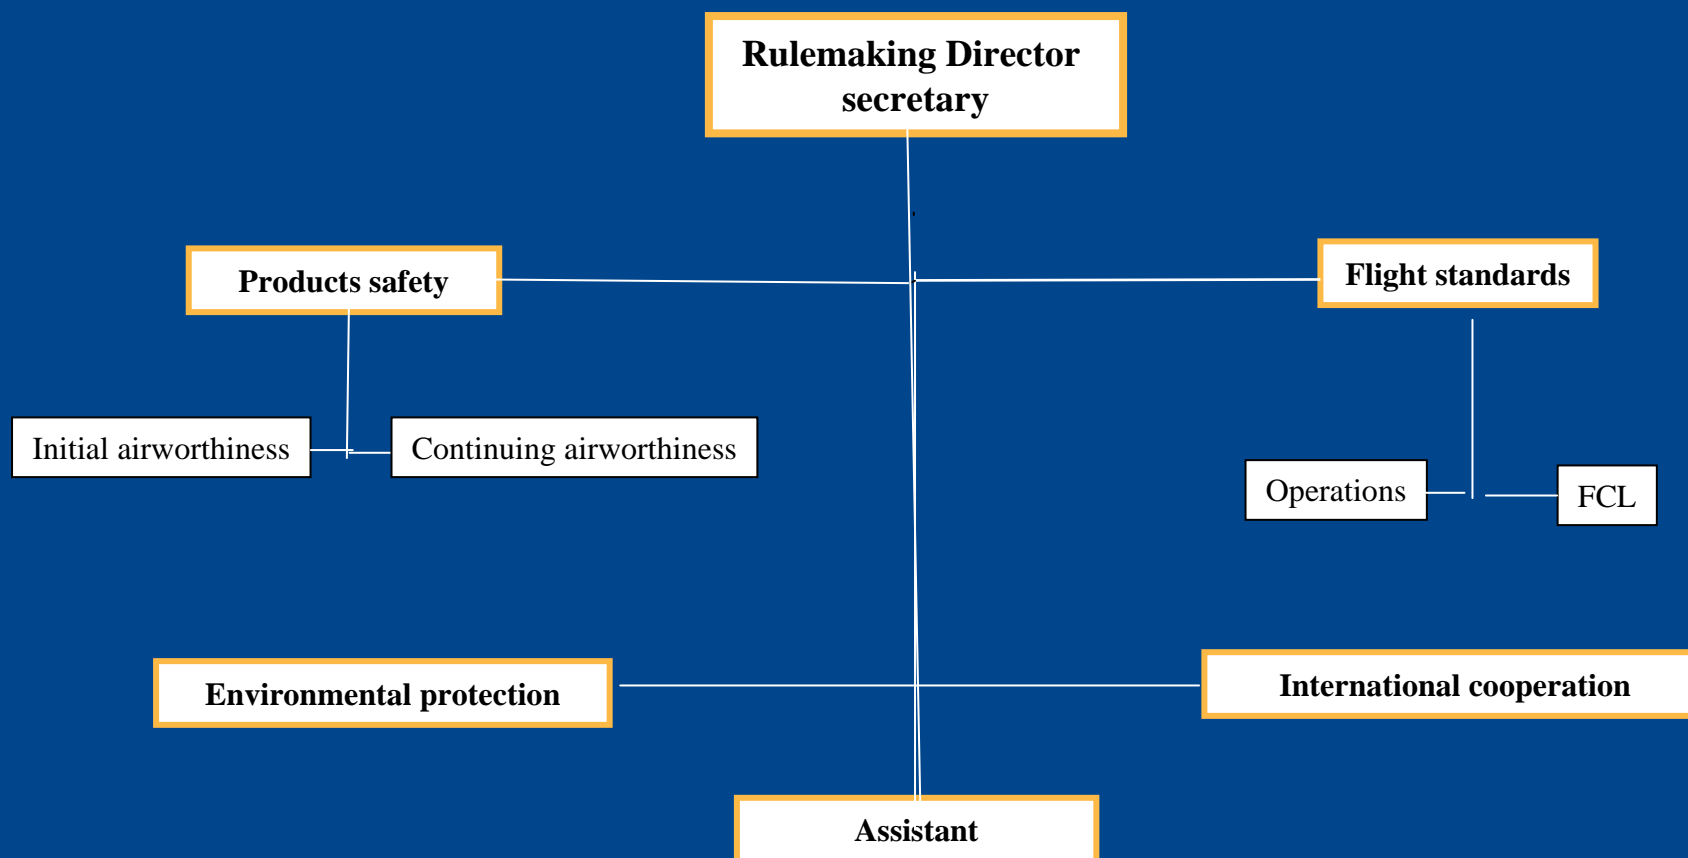 Rulemaking Director
secretary
Products safety
Flight standards
Initial airworthiness
Continuing airworthiness
Operations
FCL
Environmental protection
International cooperation
Assistant